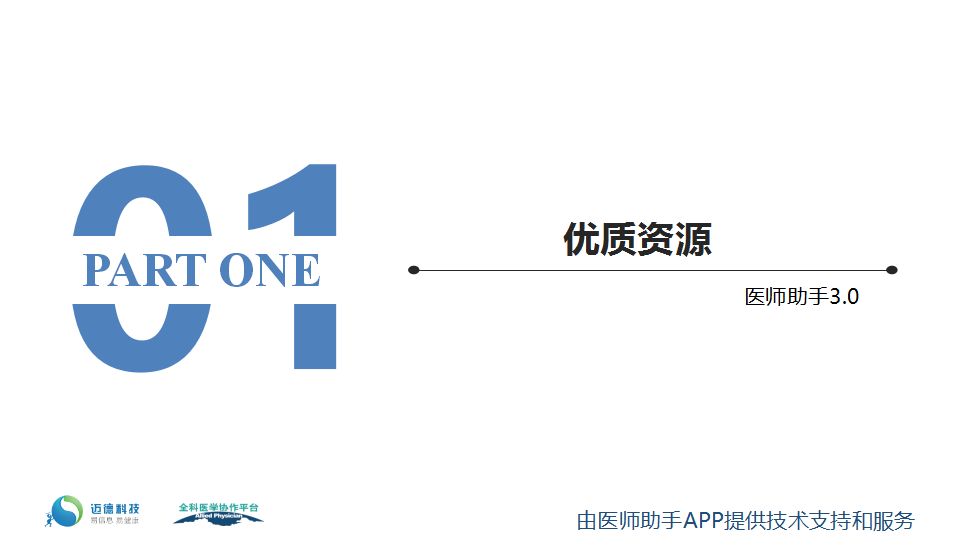 01
PART ONE
优质资源
医师助手3.0
迈德科技
易信息 易健康
全科医学协作平台
Allied Physician
由医师助手APP提供技术支持和服务